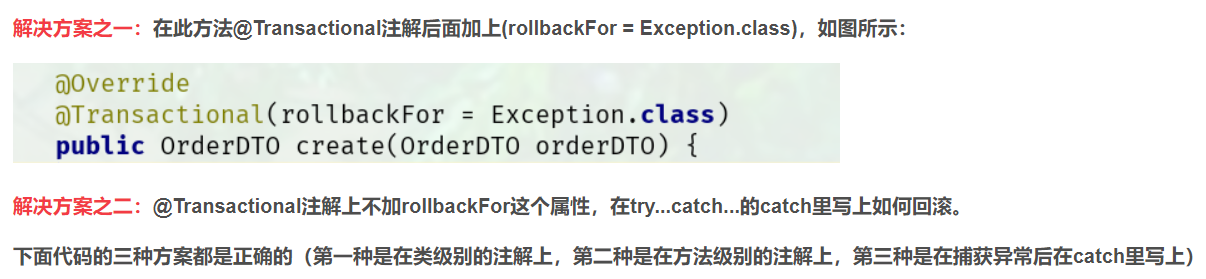 解决方案之一：在此方法@Transactional注解后面加上(rollbackFor = Exception.class)，如图所示：
@Override
@Transactional(rollbackFor = Exception.class)
public OrderDTO create(OrderDTO orderDTO) {
解决方案之二：@Transactional注解上不加rollbackFor这个属性，在try...catch...的catch里写上如何回滚。
下面代码的三种方案都是正确的（第一种是在类级别的注解上，第二种是在方法级别的注解上，第三种是在捕获异常后在catch里写上）